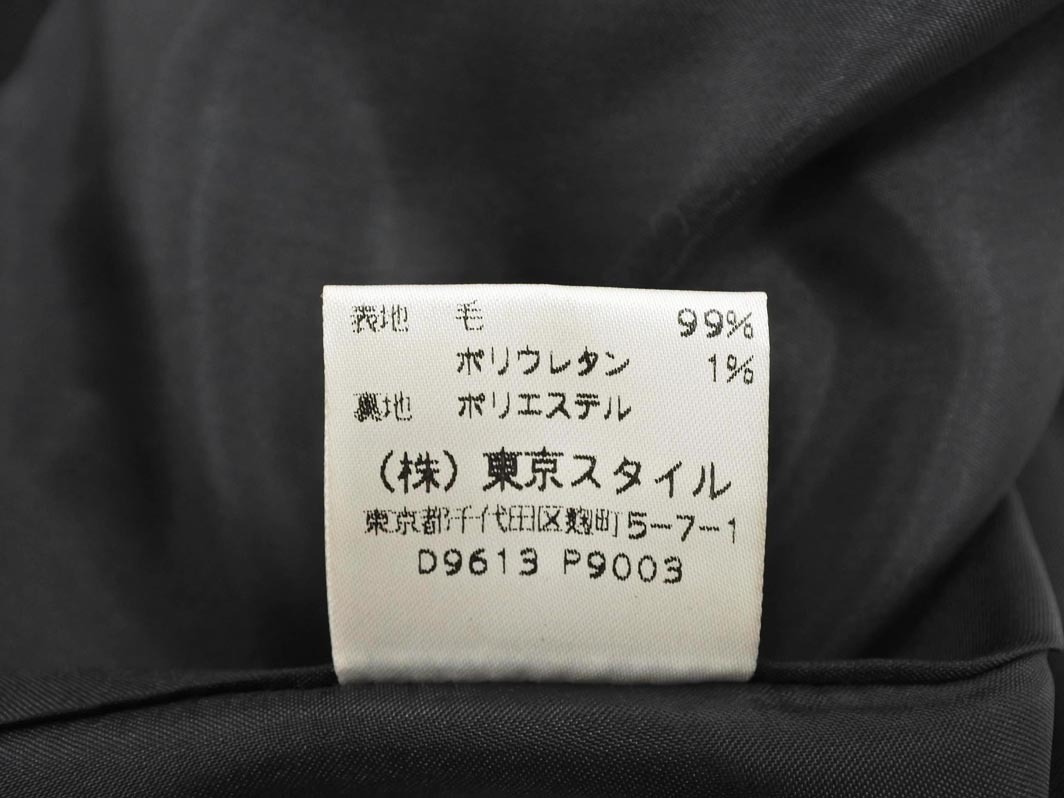 表地 毛 99%
ポリウレタン 1%
裏地 ポリエステル
(株) 東京スタイル
東京都千代田区麹町5-7-1
D9613 P9003